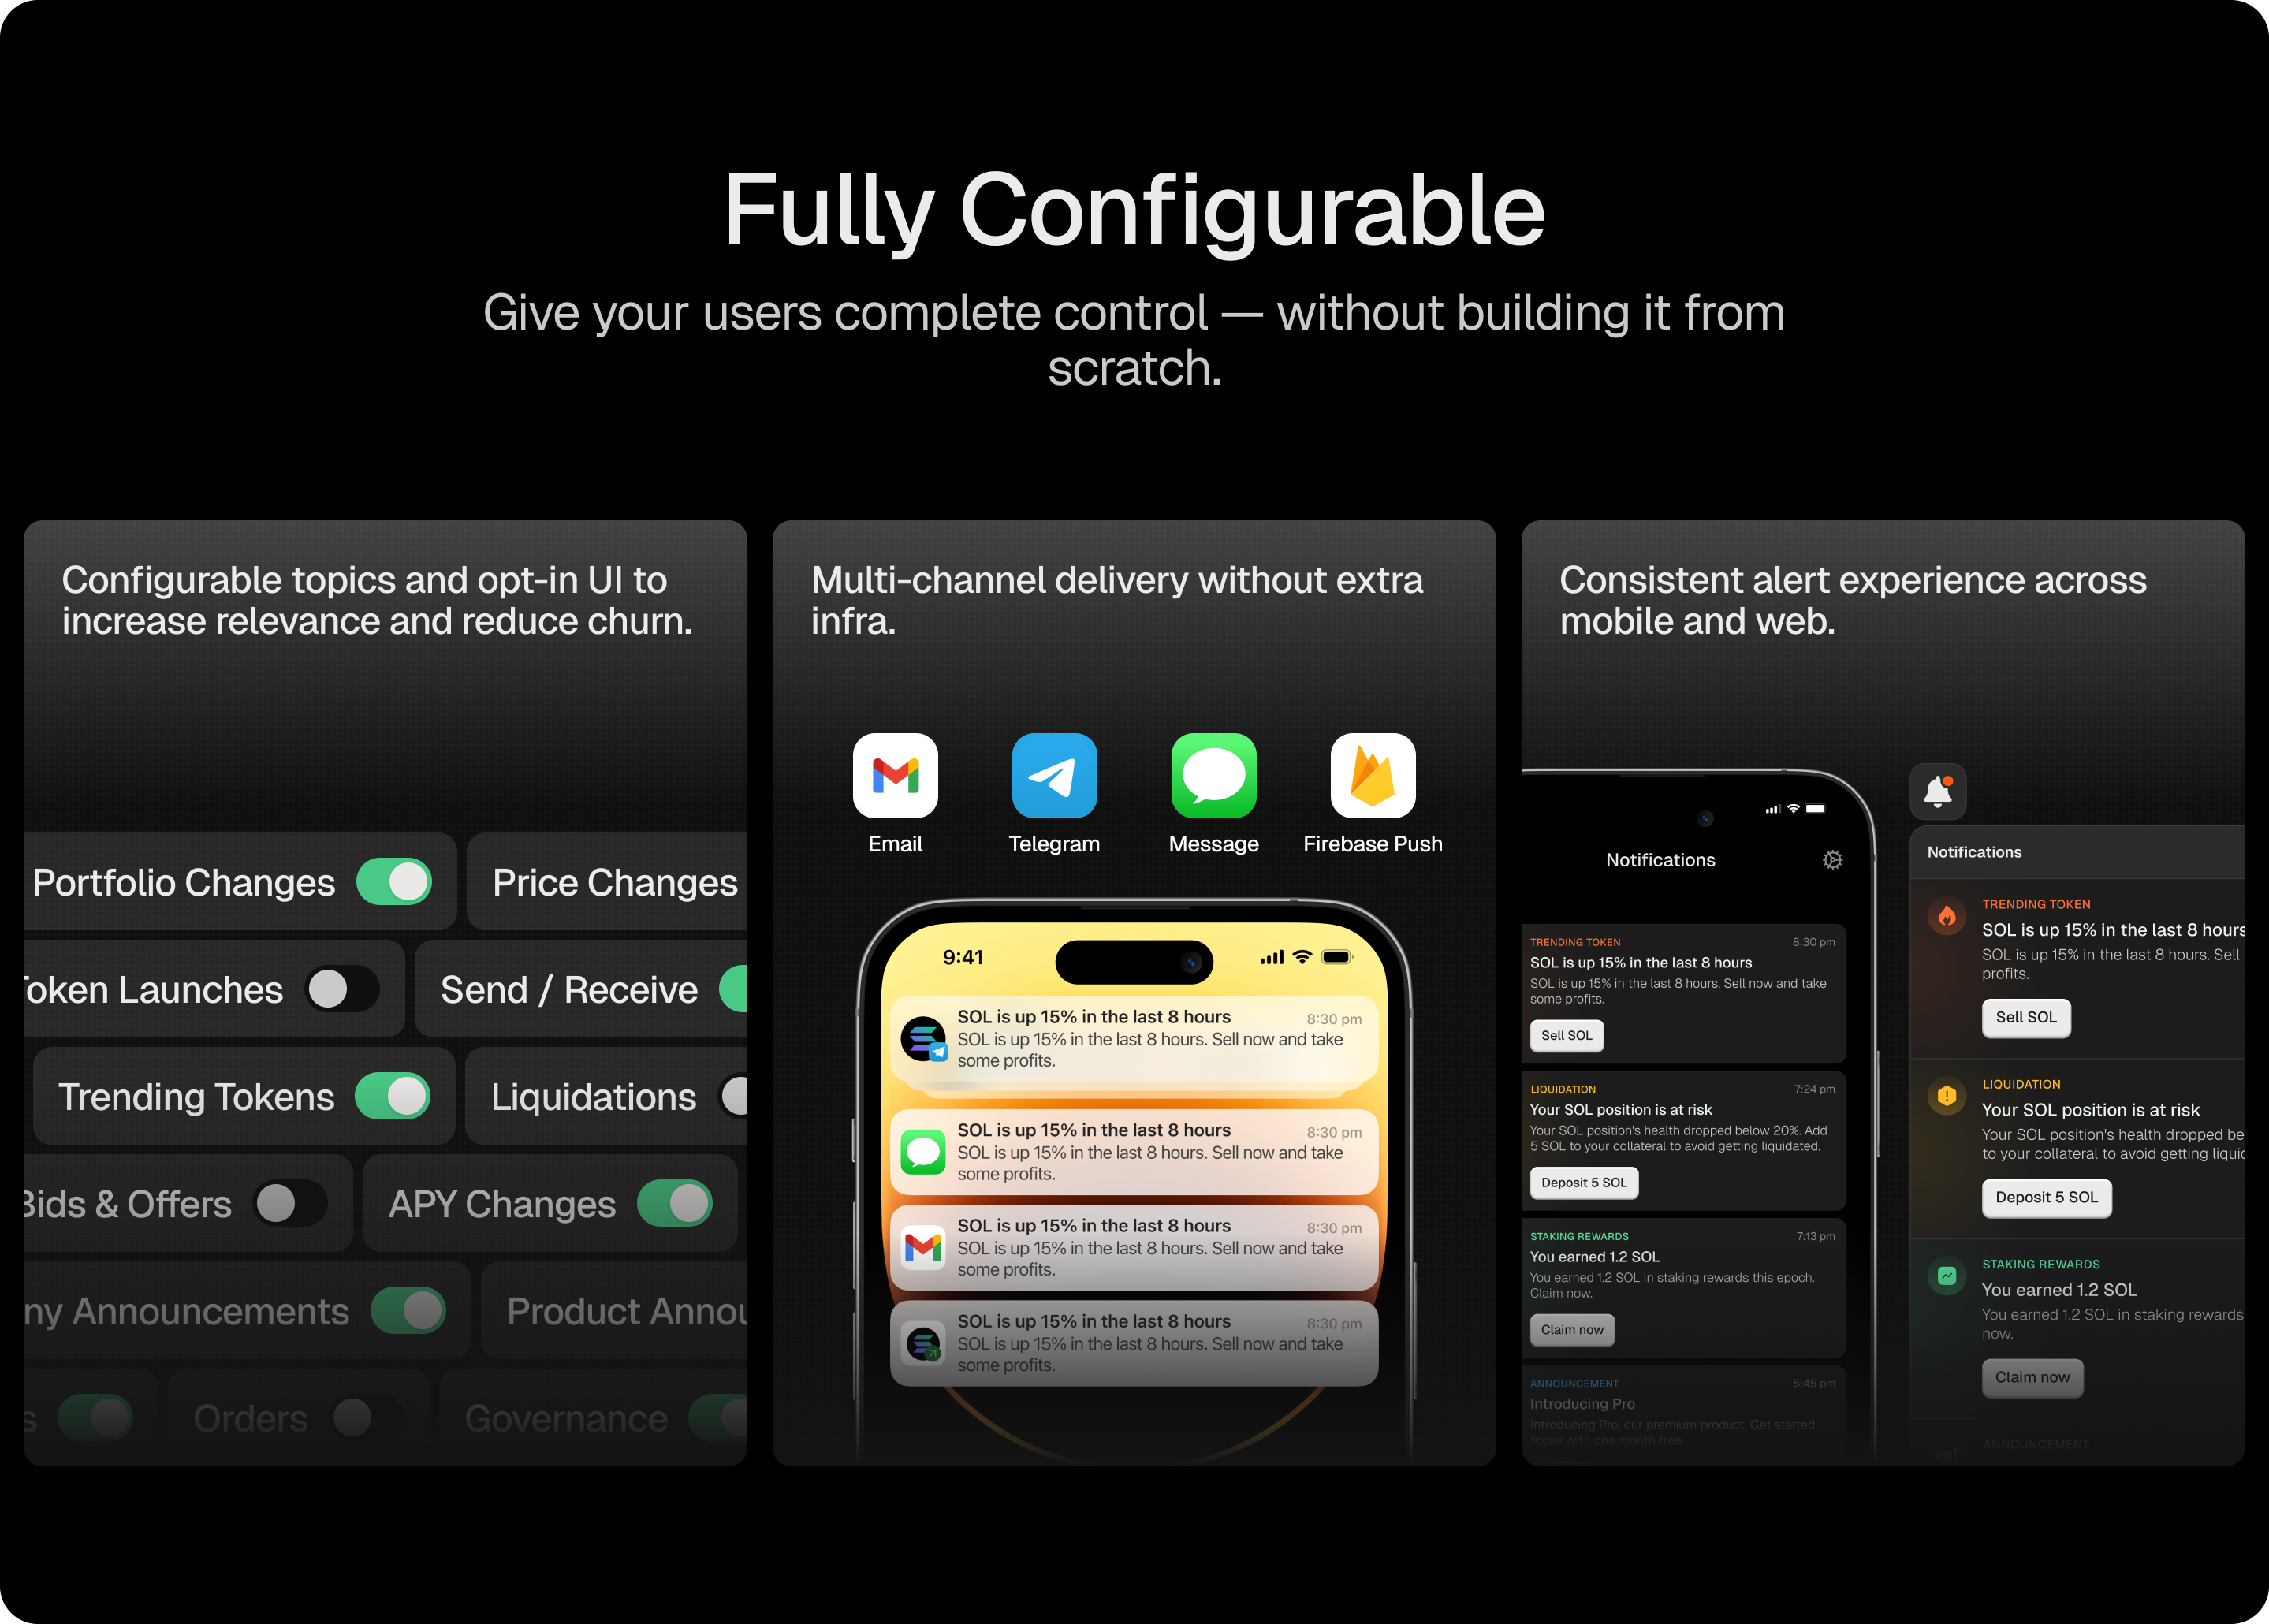 Fully Configurable
Give your users complete control — without building it from
scratch.
Configurable topics and opt-in UI to
increase relevance and reduce churn.
Portfolio Changes
Price Changes
Token Launches
Send / Receive
Trending Tokens
Liquidations
Bids & Offers
APY Changes
ny Announcements
Product Annou
s
Orders
Governance
Multi-channel delivery without extra
infra.
Email
Telegram
Message
Firebase Push
9:41
SOL is up 15% in the last 8 hours
8:30 pm
SOL is up 15% in the last 8 hours. Sell now and take
some profits.
SOL is up 15% in the last 8 hours
8:30 pm
SOL is up 15% in the last 8 hours. Sell now and take
some profits.
SOL is up 15% in the last 8 hours
8:30 pm
SOL is up 15% in the last 8 hours. Sell now and take
some profits.
SOL is up 15% in the last 8 hours
8:30 pm
SOL is up 15% in the last 8 hours. Sell now and take
some profits.
Consistent alert experience across
mobile and web.
Notifications
TRENDING TOKEN
8:30 pm
SOL is up 15% in the last 8 hours
SOL is up 15% in the last 8 hours. Sell now and take
some profits.
Sell SOL
LIQUIDATION
7:24 pm
Your SOL position is at risk
Your SOL position's health dropped below 20%. Add
5 SOL to your collateral to avoid getting liquidated.
Deposit 5 SOL
STAKING REWARDS
7:13 pm
You earned 1.2 SOL
You earned 1.2 SOL in staking rewards this epoch.
Claim now.
Claim now
ANNOUNCEMENT
5:45 pm
Introducing Pro
Introducing Pro, our premium product. Get started
today with one month free.
Notifications
TRENDING TOKEN
SOL is up 15% in the last 8 hours
SOL is up 15% in the last 8 hours. Sell
profits.
Sell SOL
LIQUIDATION
Your SOL position is at risk
Your SOL position's health dropped be
to your collateral to avoid getting liquid
Deposit 5 SOL
STAKING REWARDS
You earned 1.2 SOL
You earned 1.2 SOL in staking rewards
now.
Claim now
ANNOUNCEMENT